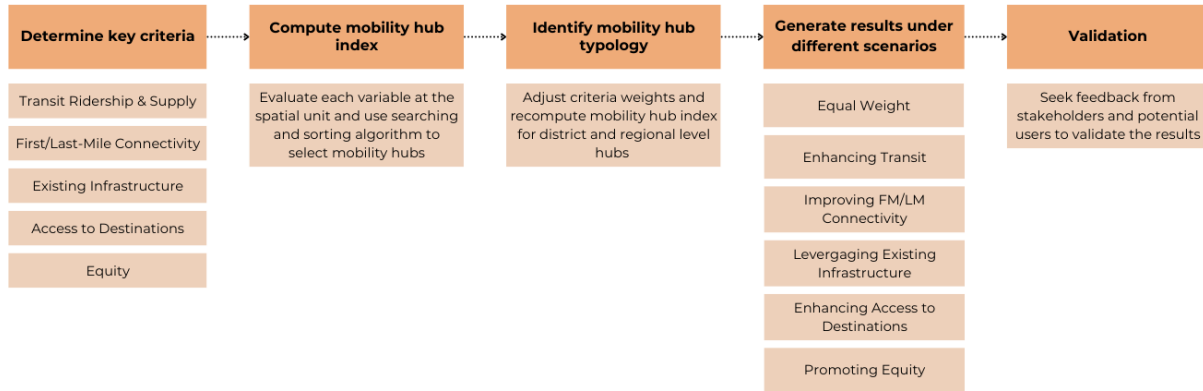 Determine key criteria
Transit Ridership & Supply
First/Last-Mile Connectivity
Existing Infrastructure
Access to Destinations
Equity
Compute mobility hub
index
Evaluate each variable at the
spatial unit and use searching
and sorting algorithm to
select mobility hubs
Identify mobility hub
typology
Adjust criteria weights and
recompute mobility hub index
for district and regional level
hubs
Generate results under
different scenarios
Equal Weight
Enhancing Transit
Improving FM/LM
Connectivity
Levergaging Existing
Infrastructure
Enhancing Access to
Destinations
Promoting Equity
Validation
Seek feedback from
stakeholders and potential
users to validate the results